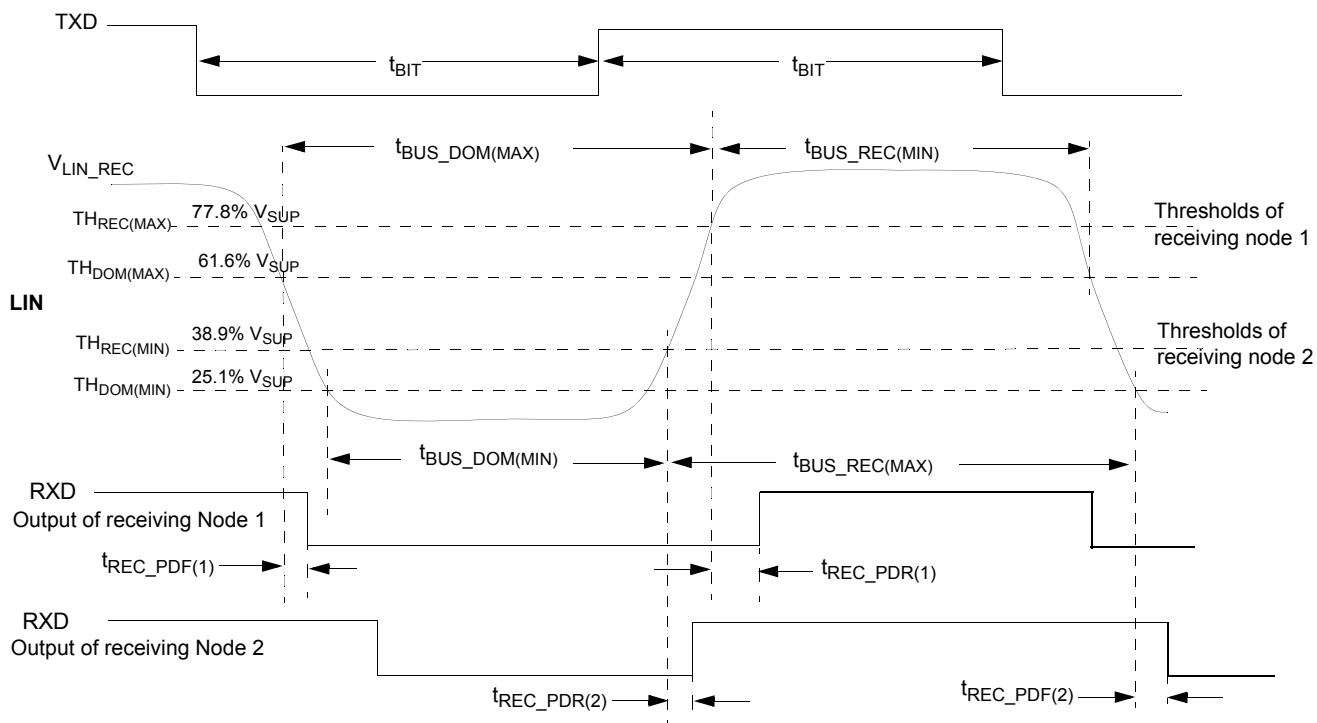 TXD
tBIT
tBIT
tBUS_DOM(MAX)
tBUS_REC(MIN)
VLIN_REC
THREC(MAX)
77.8% VSUP
Thresholds of
receiving node 1
THDOM(MAX)
61.6% VSUP
LIN
THREC(MIN)
38.9% VSUP
Thresholds of
receiving node 2
THDOM(MIN)
25.1% VSUP
tBUS_DOM(MIN)
tBUS_REC(MAX)
RXD
Output of receiving Node 1
tREC_PDF(1)
tREC_PDR(1)
RXD
Output of receiving Node 2
tREC_PDR(2)
tREC_PDF(2)